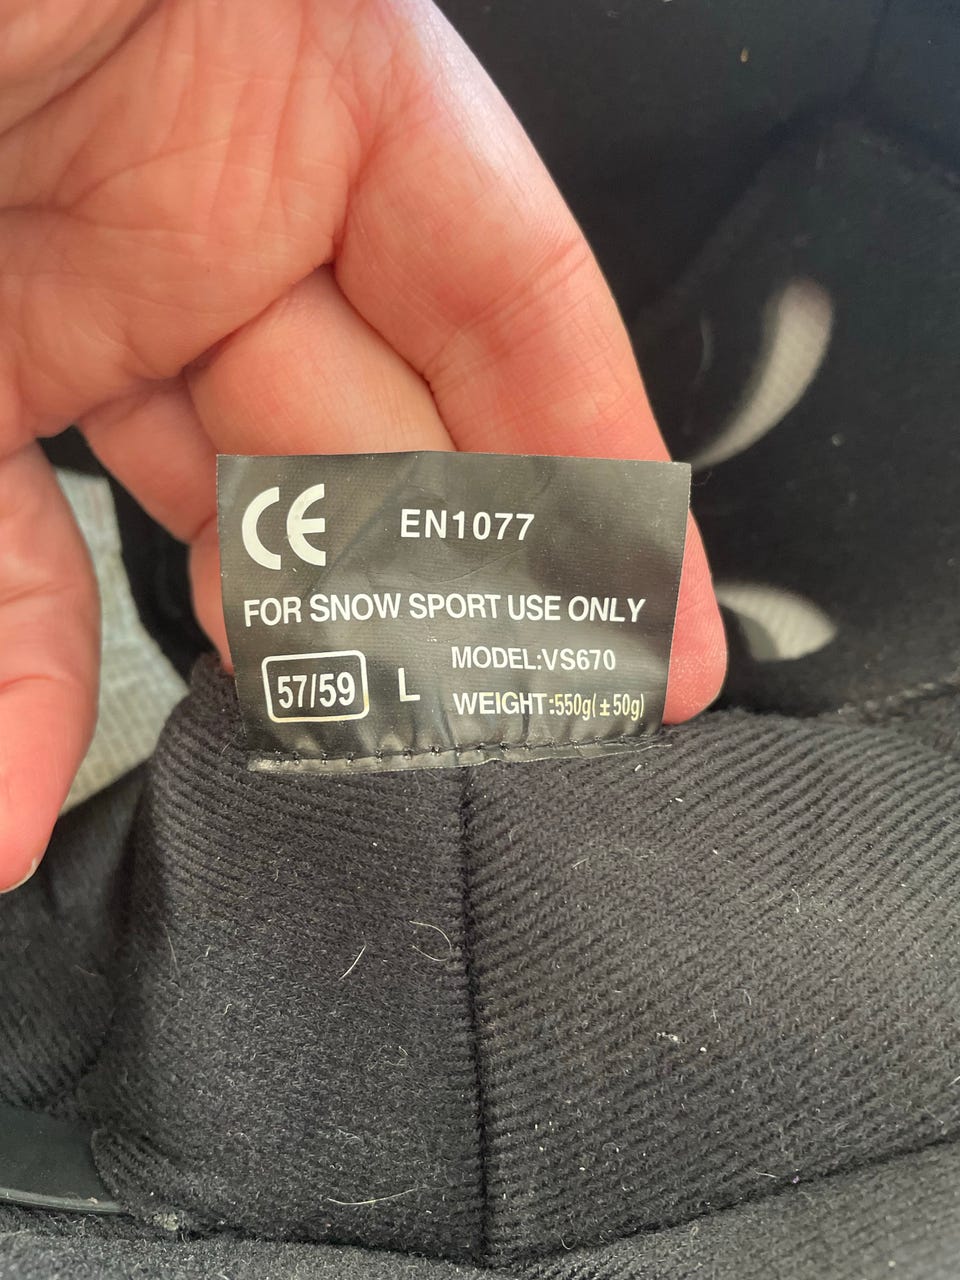 CE EN1077
FOR SNOW SPORT USE ONLY
57/59 L MODEL:VS670
WEIGHT:550g(±50g)